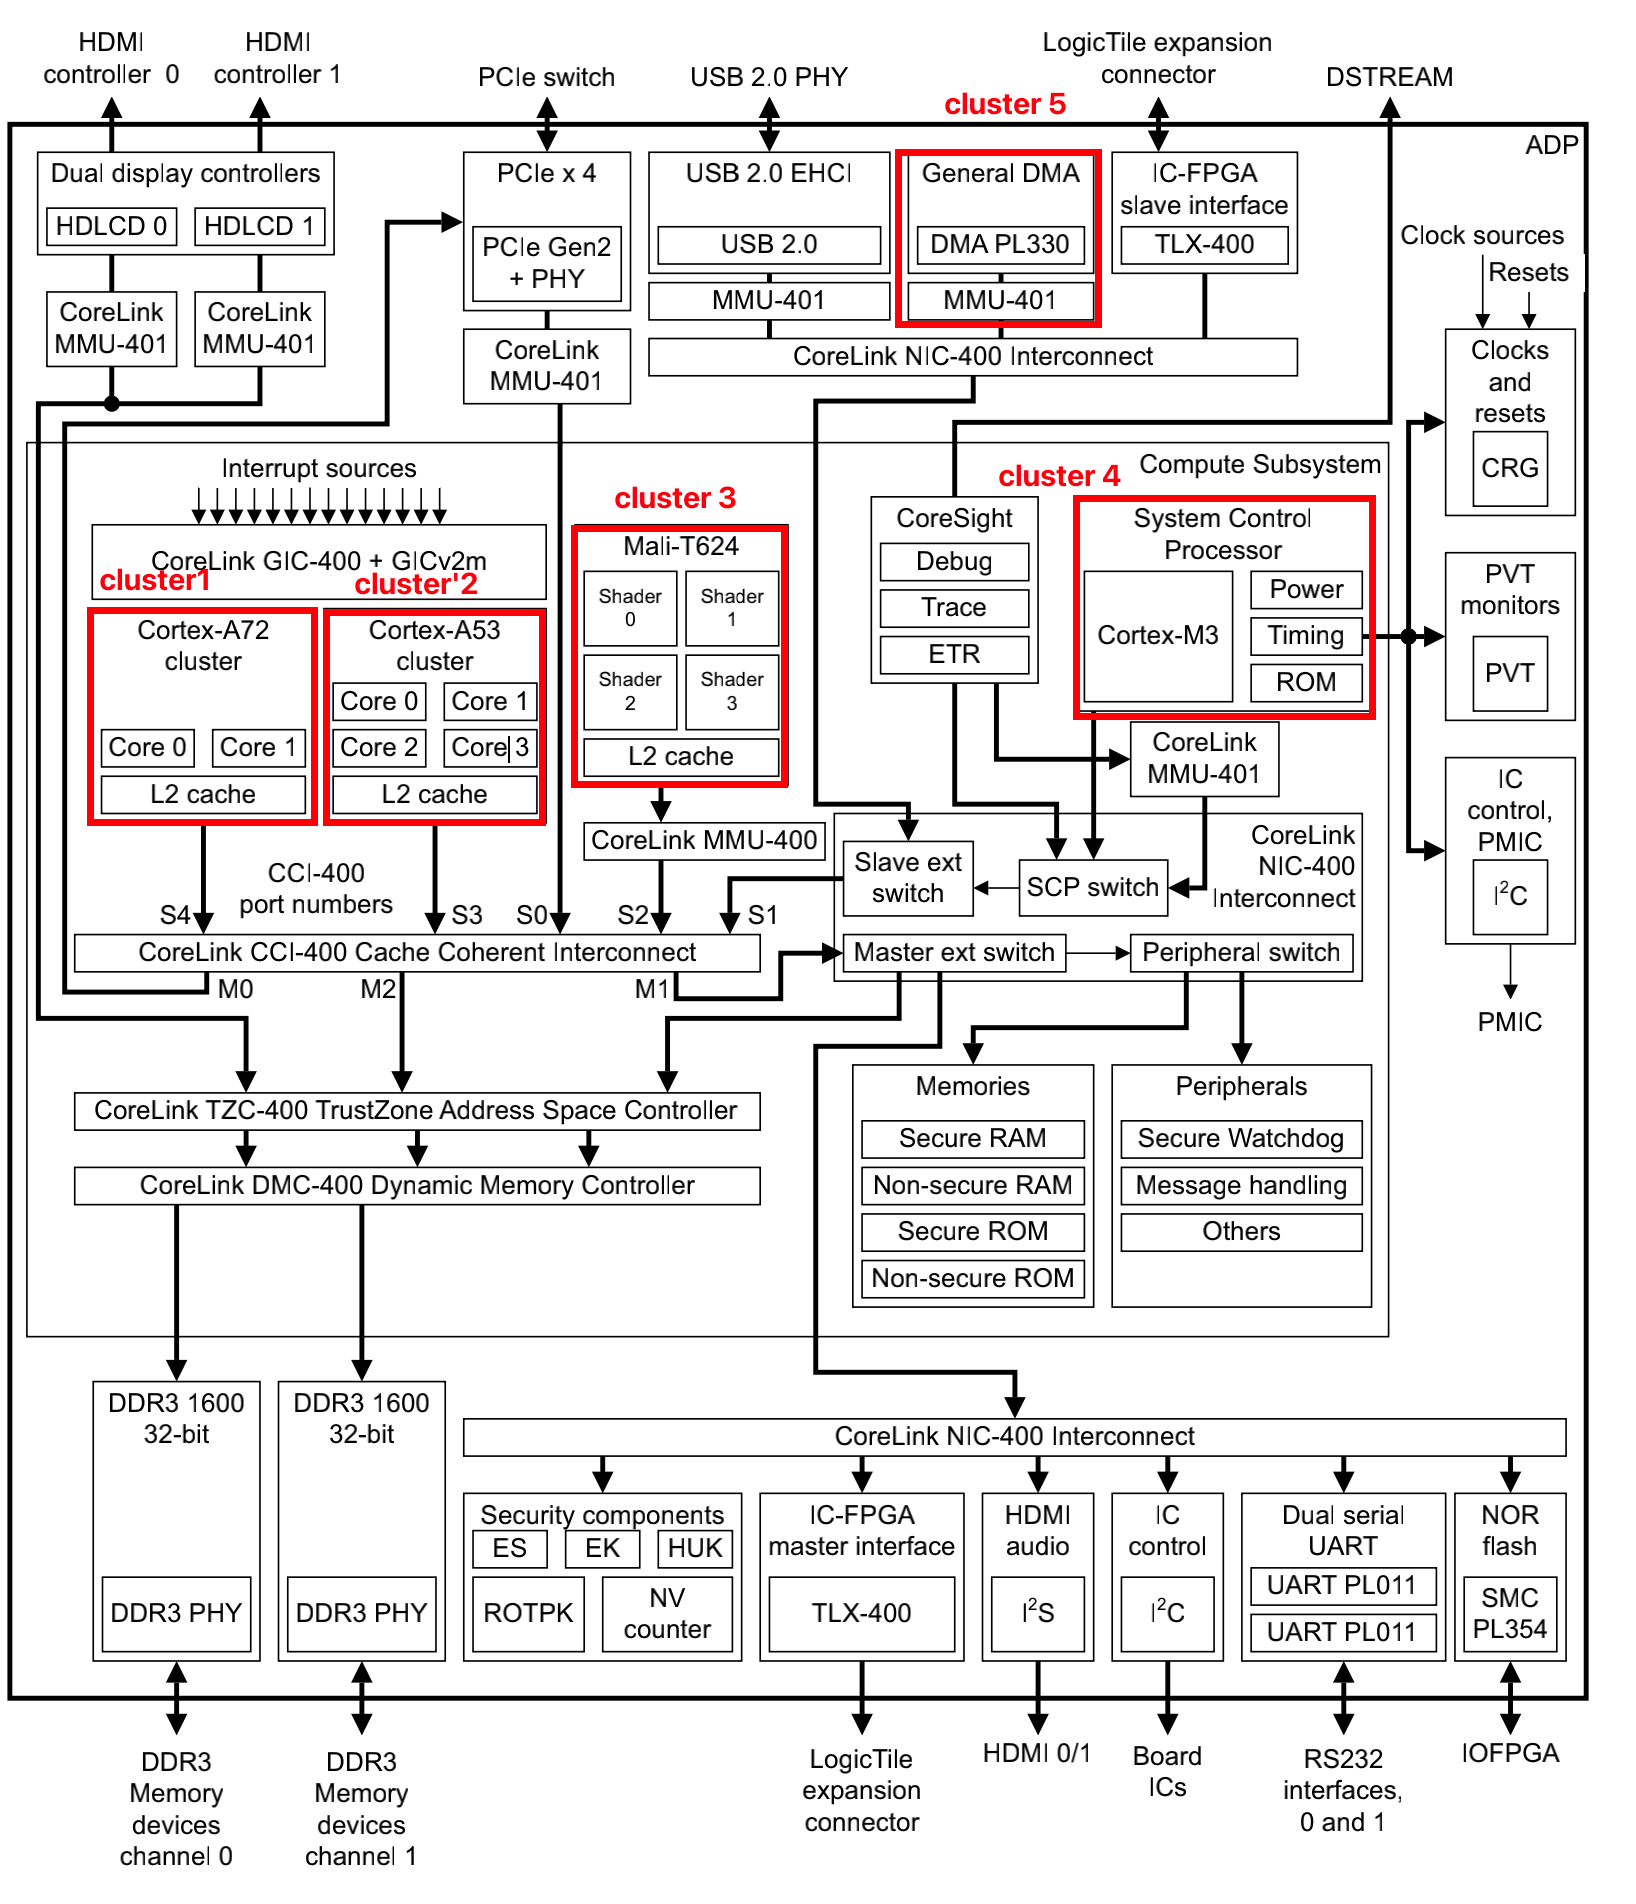 HDMI
controller 0
HDMI
controller 1
PCIe switch
USB 2.0 PHY
LogicTile expansion
connector
DSTREAM
cluster 5
ADP
Dual display controllers
HDLCD 0
HDLCD 1
CoreLink
MMU-401
CoreLink
MMU-401
PCIe x 4
PCIe Gen2
+ PHY
CoreLink
MMU-401
USB 2.0 EHCI
USB 2.0
MMU-401
General DMA
DMA PL330
MMU-401
IC-FPGA
slave interface
TLX-400
CoreLink NIC-400 Interconnect
Clock sources
Resets
Clocks
and
resets
CRG
PVT
monitors
PVT
IC
control,
PMIC
I²C
PMIC
Compute Subsystem
Interrupt sources
CoreLink GIC-400 + GICv2m
cluster1
cluster'2
cluster 3
cluster 4
Cortex-A72
cluster
Core 0
Core 1
L2 cache
Cortex-A53
cluster
Core 0
Core 1
Core 2
Core 3
L2 cache
Mali-T624
Shader
0
Shader
1
Shader
2
Shader
3
L2 cache
CoreLink MMU-400
CoreSight
Debug
Trace
ETR
System Control
Processor
Cortex-M3
Power
Timing
ROM
CoreLink
MMU-401
CoreLink
NIC-400
Interconnect
Slave ext
switch
SCP switch
Master ext switch
Peripheral switch
CCI-400
port numbers
S4
S3
S0
S2
S1
CoreLink CCI-400 Cache Coherent Interconnect
M0
M2
M1
CoreLink TZC-400 TrustZone Address Space Controller
CoreLink DMC-400 Dynamic Memory Controller
Memories
Secure RAM
Non-secure RAM
Secure ROM
Non-secure ROM
Peripherals
Secure Watchdog
Message handling
Others
DDR3 1600
32-bit
DDR3 PHY
DDR3 1600
32-bit
DDR3 PHY
CoreLink NIC-400 Interconnect
Security components
ES
EK
HUK
ROTPK
NV
counter
IC-FPGA
master interface
TLX-400
HDMI
audio
I²S
IC
control
I²C
Dual serial
UART
UART PL011
UART PL011
NOR
flash
SMC
PL354
DDR3
Memory
devices
channel 0
DDR3
Memory
devices
channel 1
LogicTile
expansion
connector
HDMI 0/1
Board
ICs
RS232
interfaces,
0 and 1
IOFPGA